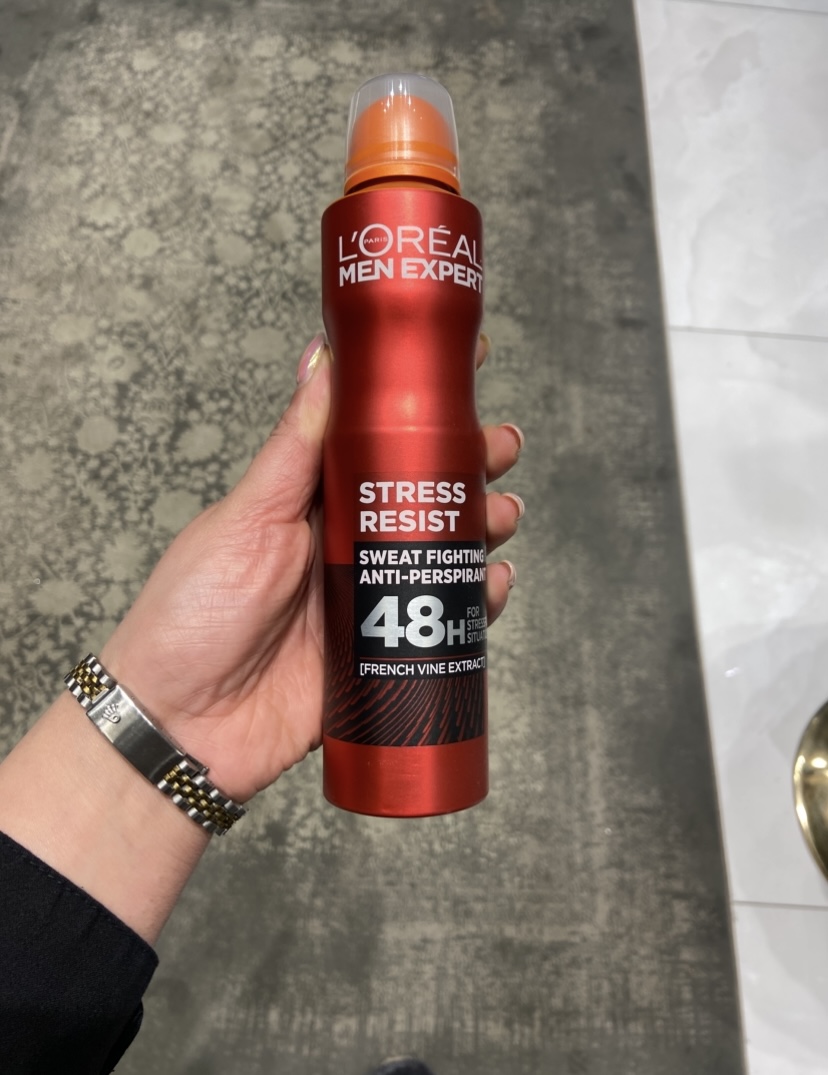 L'ORÉAL
PARIS
MEN EXPERT
STRESS
RESIST
SWEAT FIGHTING
ANTI-PERSPIRANT
48H
FOR
[FRENCH VINE EXTRACT]